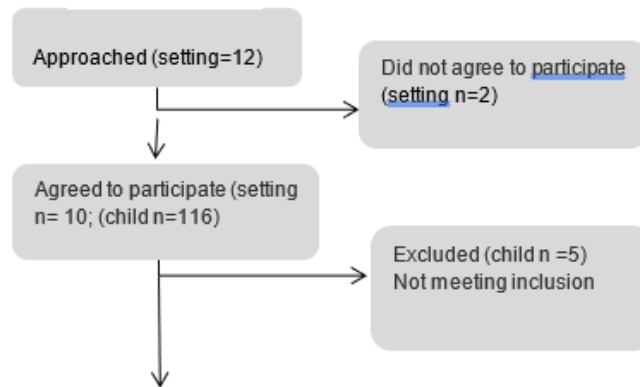 Approached (setting=12)
Did not agree to participate
(setting n=2)
Agreed to participate (setting
n= 10; (child n=116)
Excluded (child n =5)
Not meeting inclusion